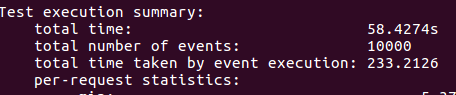 Test execution summary:
total time: 58.4274s
total number of events: 10000
total time taken by event execution: 233.2126
per-request statistics: